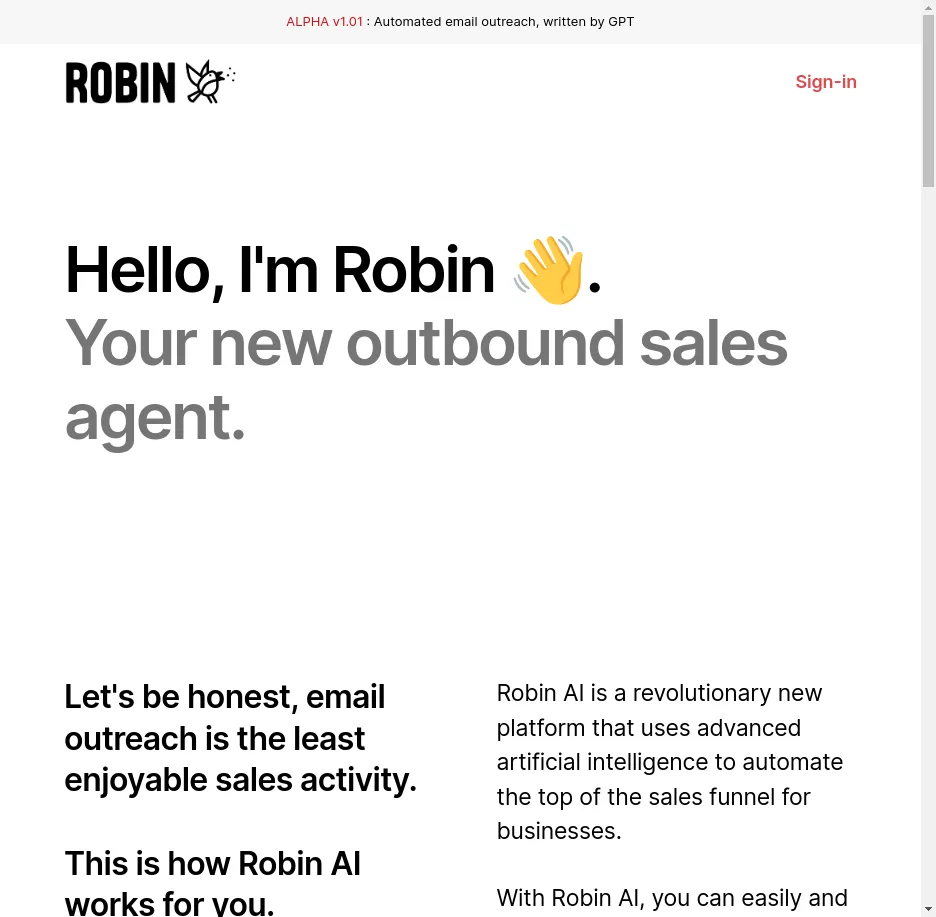 ALPHA v1.01 : Automated email outreach, written by GPT
ROBIN
Sign-in
Hello, I'm Robin 👋.
Your new outbound sales
agent.
Let's be honest, email
outreach is the least
enjoyable sales activity.
This is how Robin AI
works for you.
Robin AI is a revolutionary new
platform that uses advanced
artificial intelligence to automate
the top of the sales funnel for
businesses.
With Robin AI, you can easily and